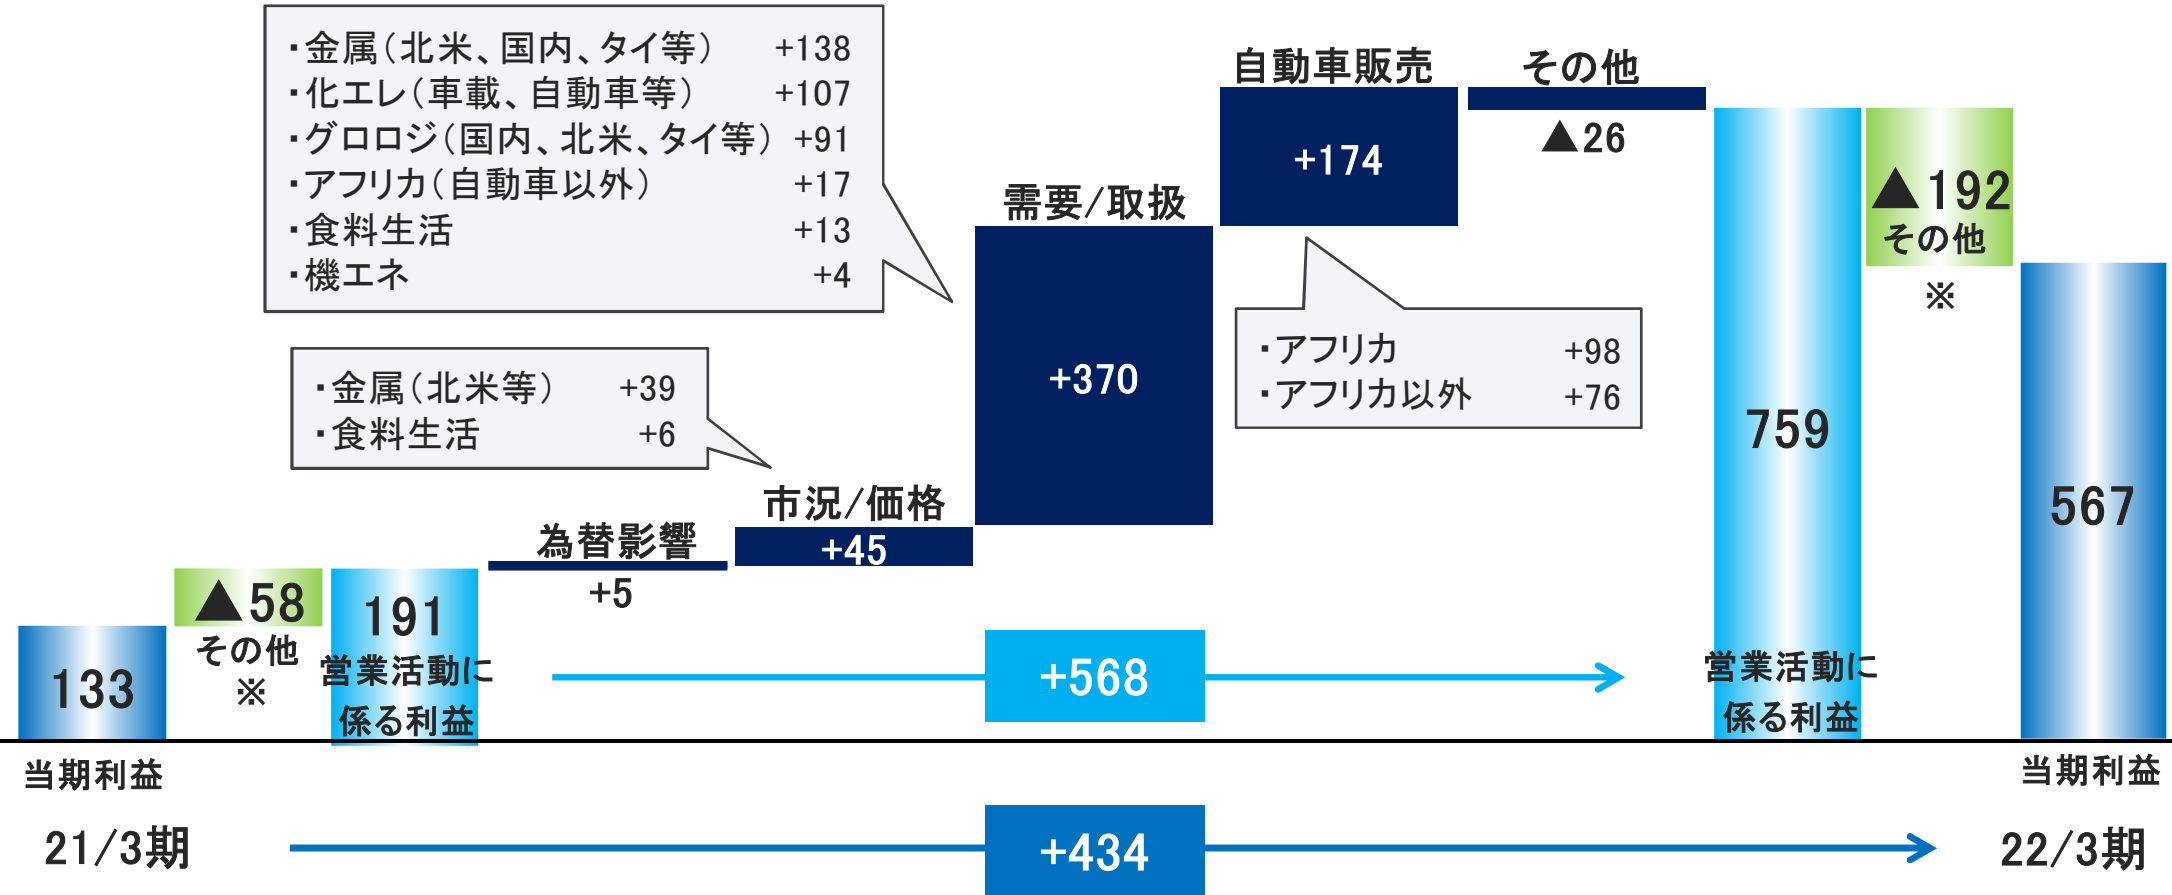 ・金属(北米、国内、タイ等) +138
・化エレ(車載、自動車等) +107
・グロロジ(国内、北米、タイ等) +91
・アフリカ(自動車以外) +17
・食料生活 +13
・機エネ +4
・金属(北米等) +39
・食料生活 +6
133
▲58
その他
※
191
営業活動に
係る利益
為替影響
+5
市況/価格
+45
需要/取扱
+370
自動車販売
+174
・アフリカ +98
・アフリカ以外 +76
その他
▲26
759
営業活動に
係る利益
▲192
その他
※
567
+568
当期利益
当期利益
21/3期
+434
22/3期